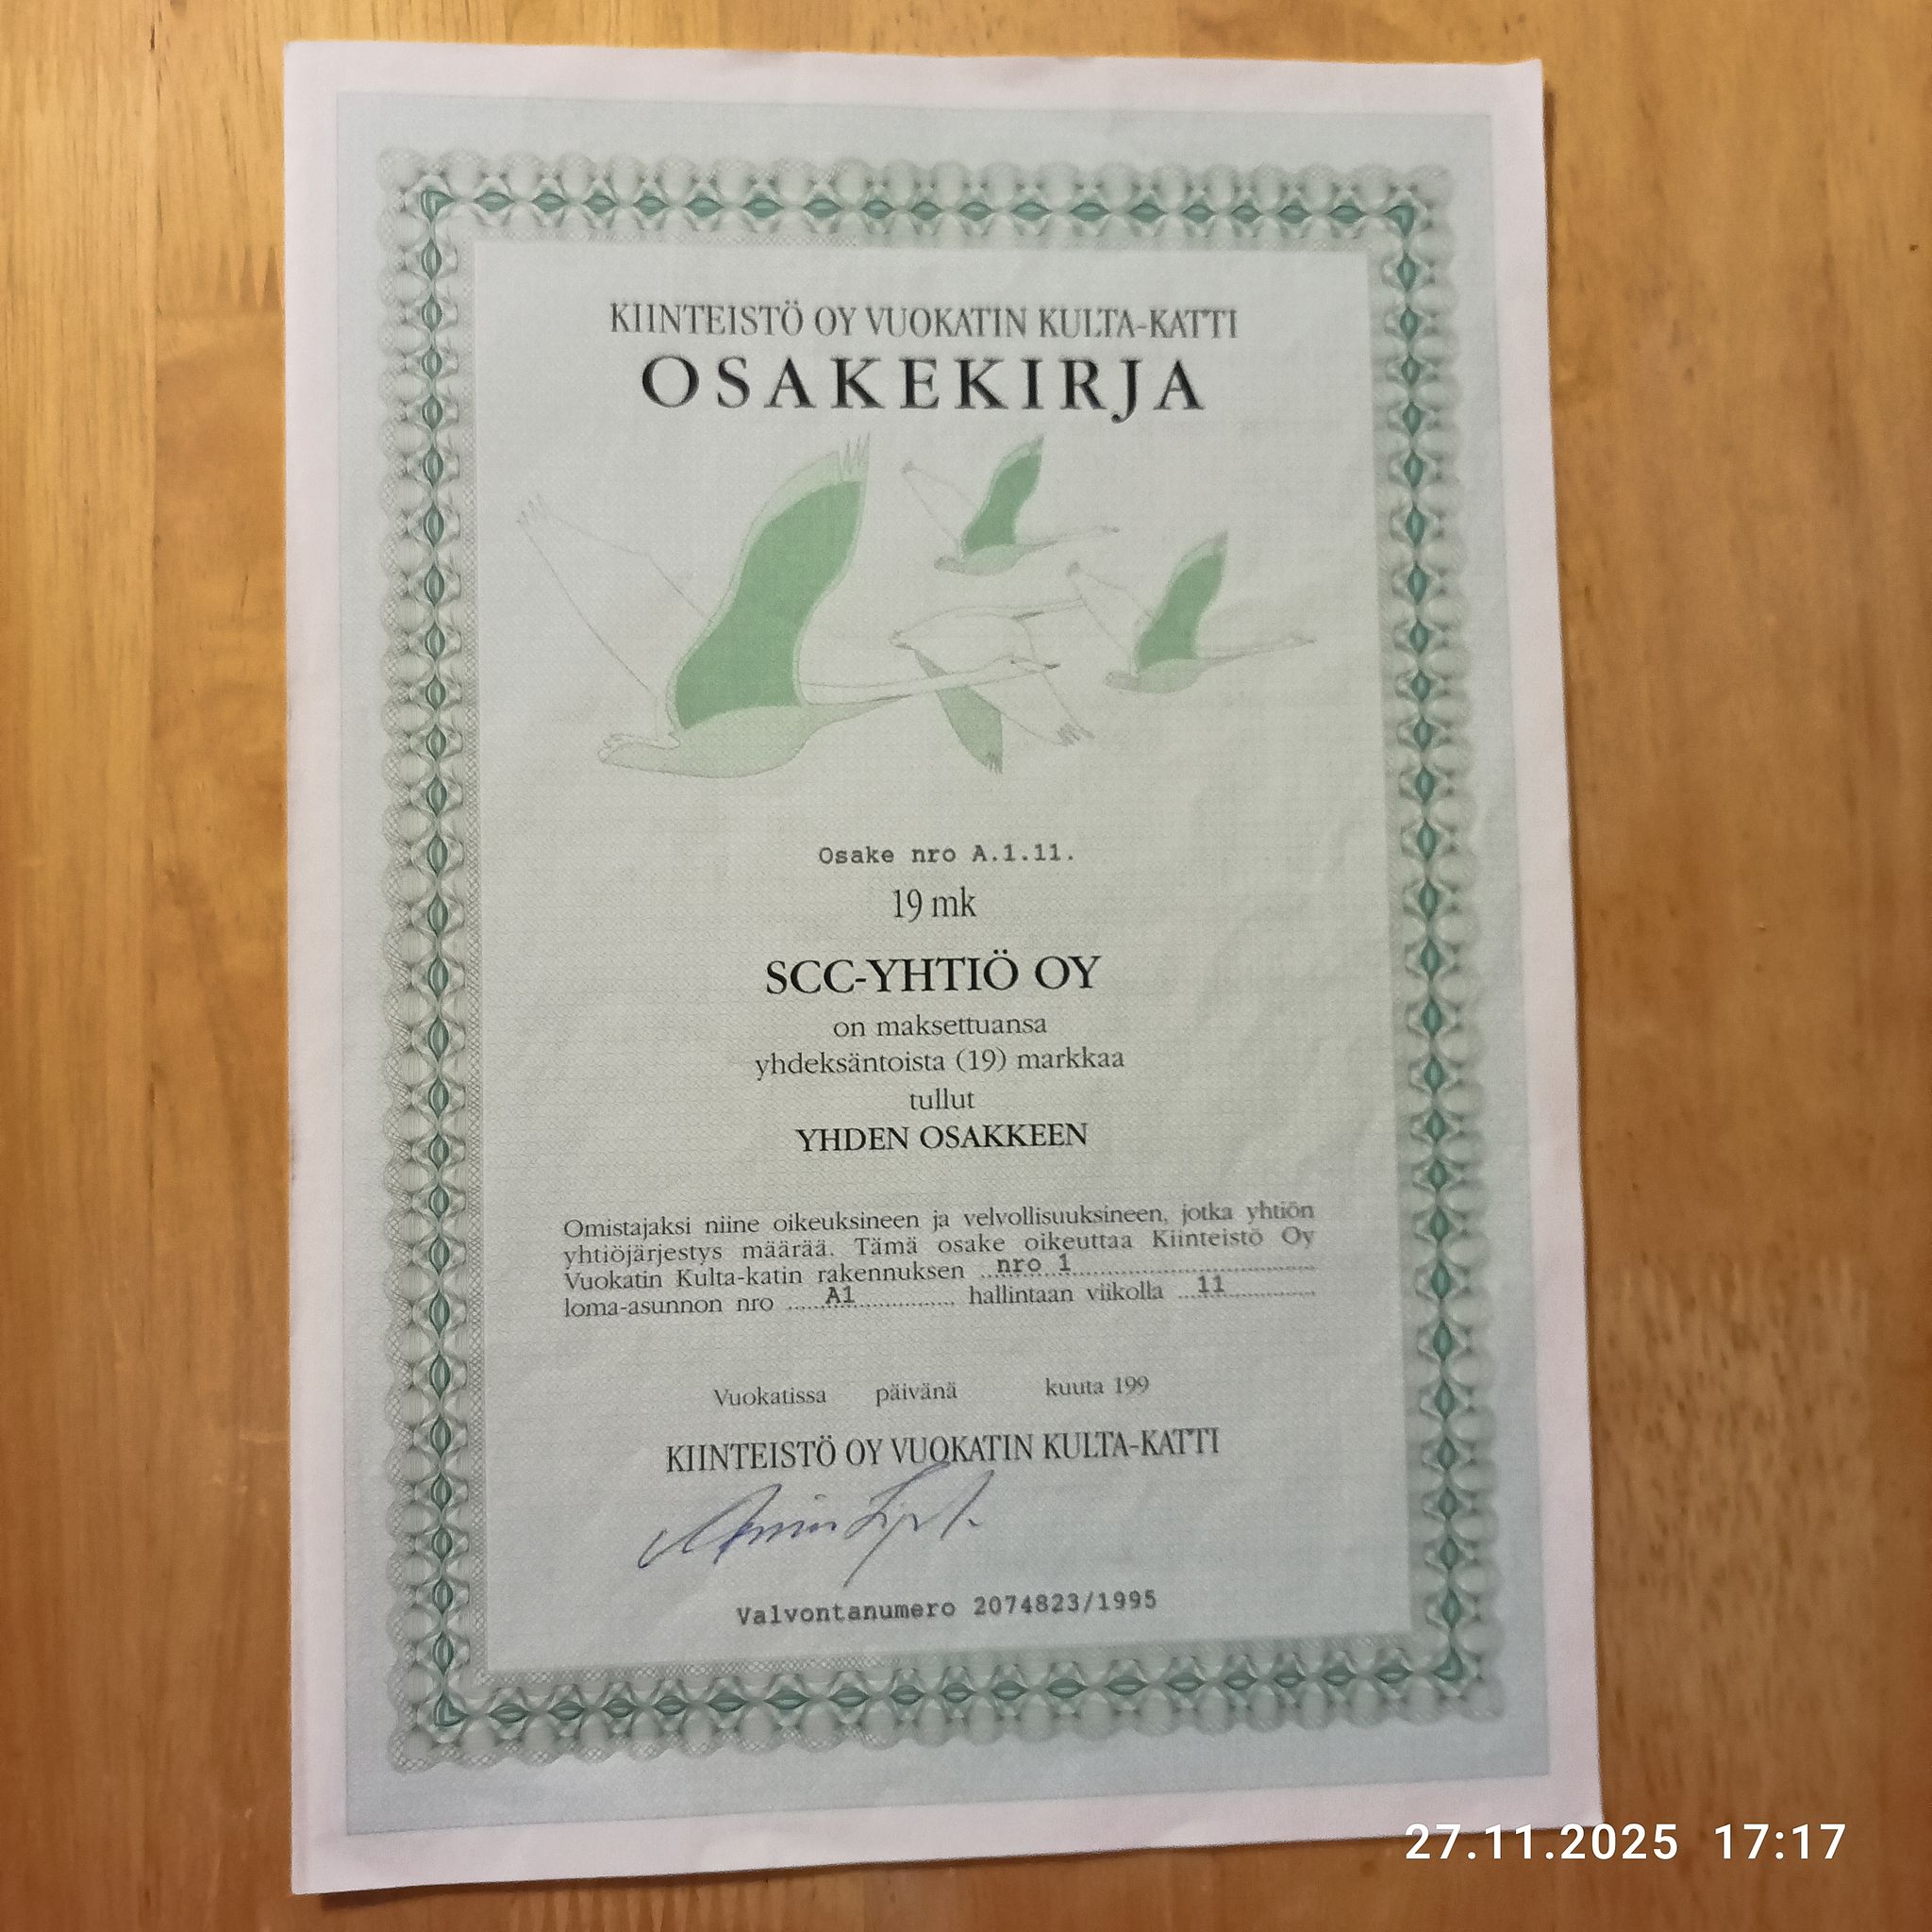 KIINTEISTÖ OY VUOKATIN KULTA-KATTI
OSAKEKIRJA
Osake nro A.1.11.
19 mk
SCC-YHTIÖ OY
on maksettuansa
yhdeksäntoista (19) markkaa
tullut
YHDEN OSAKKEEN
Omistajaksi niine oikeuksineen ja velvollisuuksineen, jotka yhtiön
yhtiöjärjestys määrää. Tämä osake oikeuttaa Kiinteistö Oy
Vuokatin Kulta-katin rakennuksen nro 1
loma-asunnon nro A1 hallintaan viikolla 11
Vuokatissa päivänä kuuta 199
KIINTEISTÖ OY VUOKATIN KULTA-KATTI
Valvontanumero 2074823/1995
27.11.2025 17:17